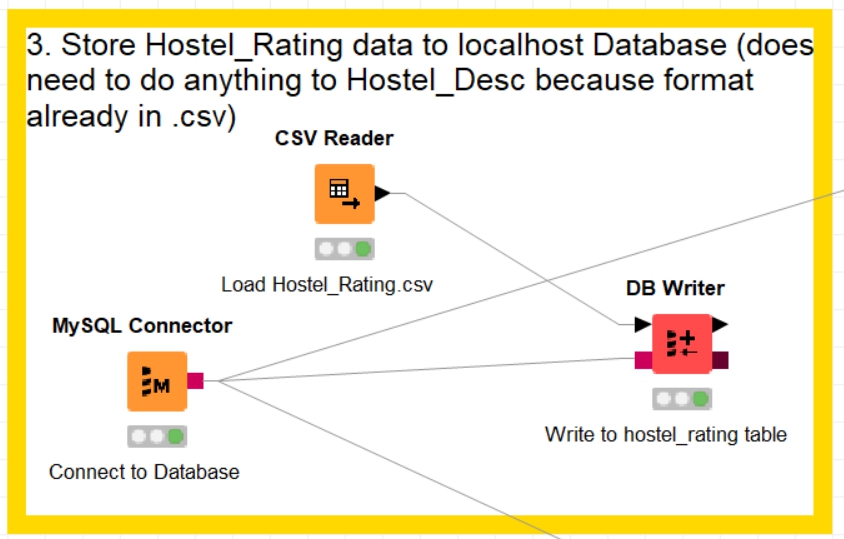 3. Store Hostel_Rating data to localhost Database (does
need to do anything to Hostel_Desc because format
already in .csv)
CSV Reader
Load Hostel_Rating.csv
DB Writer
MySQL Connector
M
Write to hostel_rating table
Connect to Database